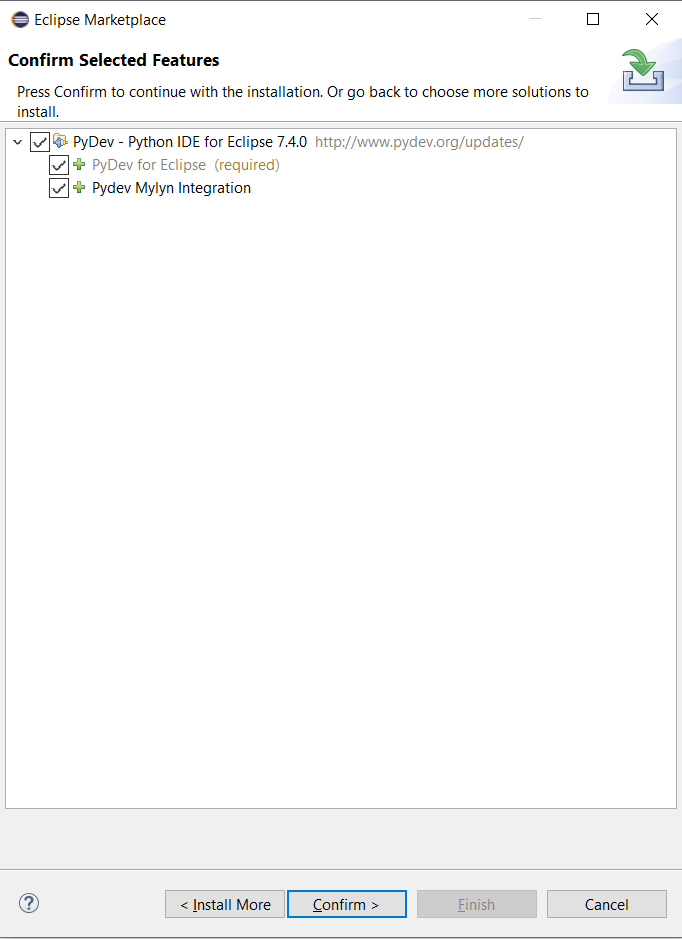 Eclipse Marketplace
Confirm Selected Features
Press Confirm to continue with the installation. Or go back to choose more solutions to
install.
PyDev - Python IDE for Eclipse 7.4.0 http://www.pydev.org/updates/
PyDev for Eclipse (required)
Pydev Mylyn Integration
? < Install More Confirm > Finish Cancel